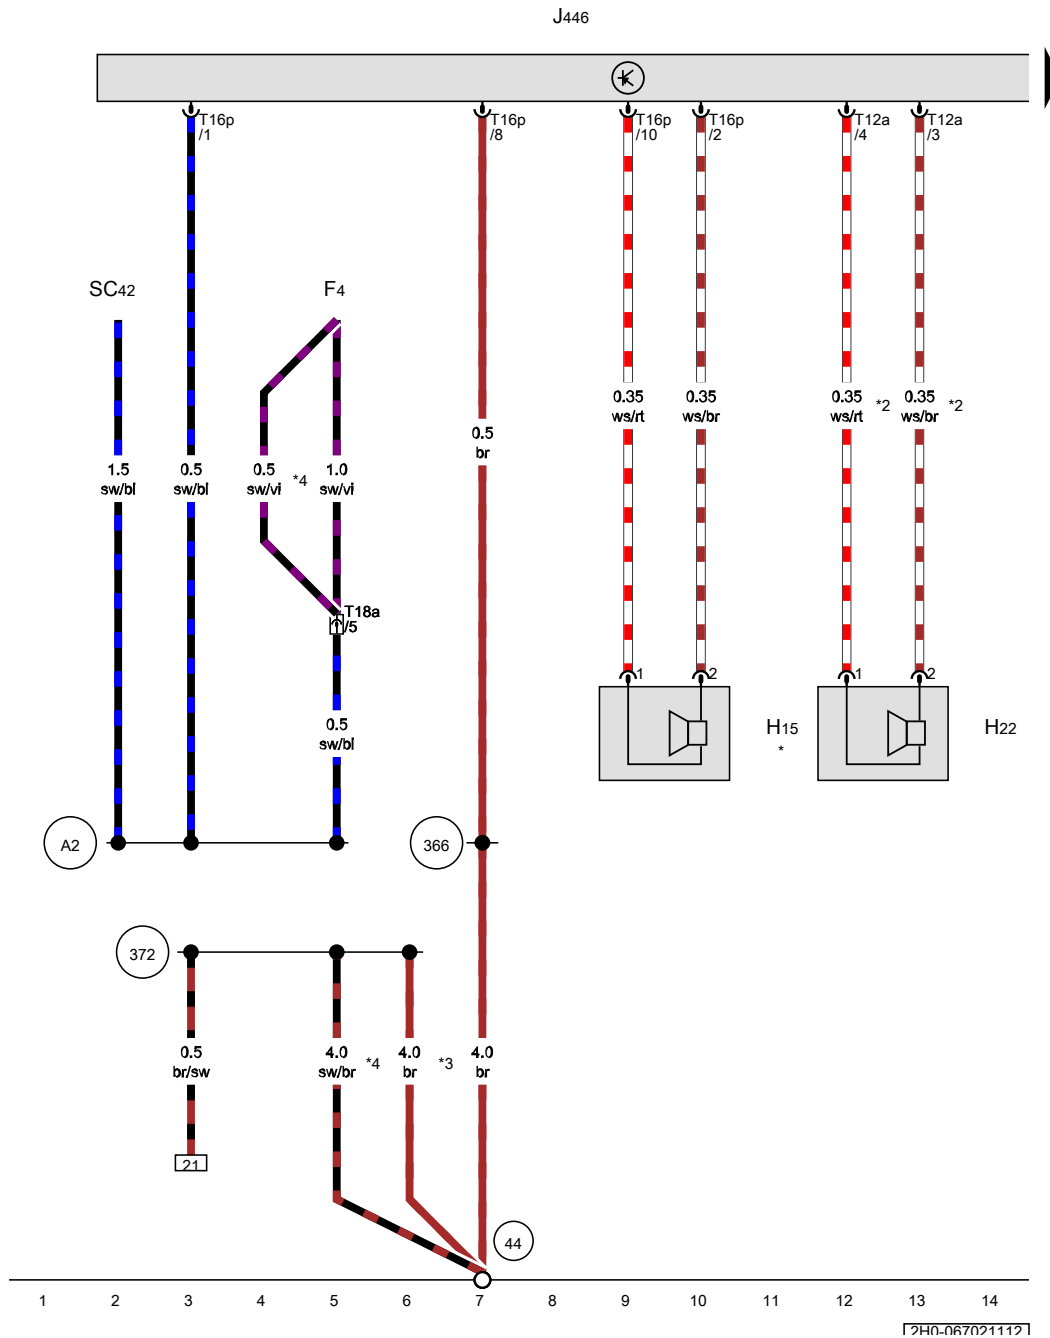 J446
T16p
/1
T16p
/8
T16p
/10
T16p
/2
T12a
/4
T12a
/3
SC42
F4
0.35
ws/rt
0.35
ws/br
0.35
ws/rt
*2
0.35
ws/br
*2
0.5
br
1.5
sw/bl
0.5
sw/bl
0.5
sw/vi
*4
1.0
sw/vi
T18a
/5
1
2
1
2
0.5
sw/bl
H15
*
H22
A2
366
372
0.5
br/sw
4.0
sw/br
*4
4.0
br
*3
4.0
br
21
44
1 2 3 4 5 6 7 8 9 10 11 12 13 14
2H0-067021112